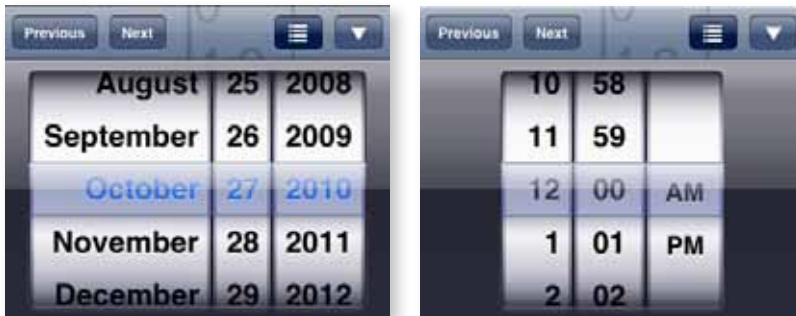 Previous Next
August 25 2008
September 26 2009
October 27 2010
November 28 2011
December 29 2012
Previous Next
10 58
11 59
12 00 AM
1 01 PM
2 02